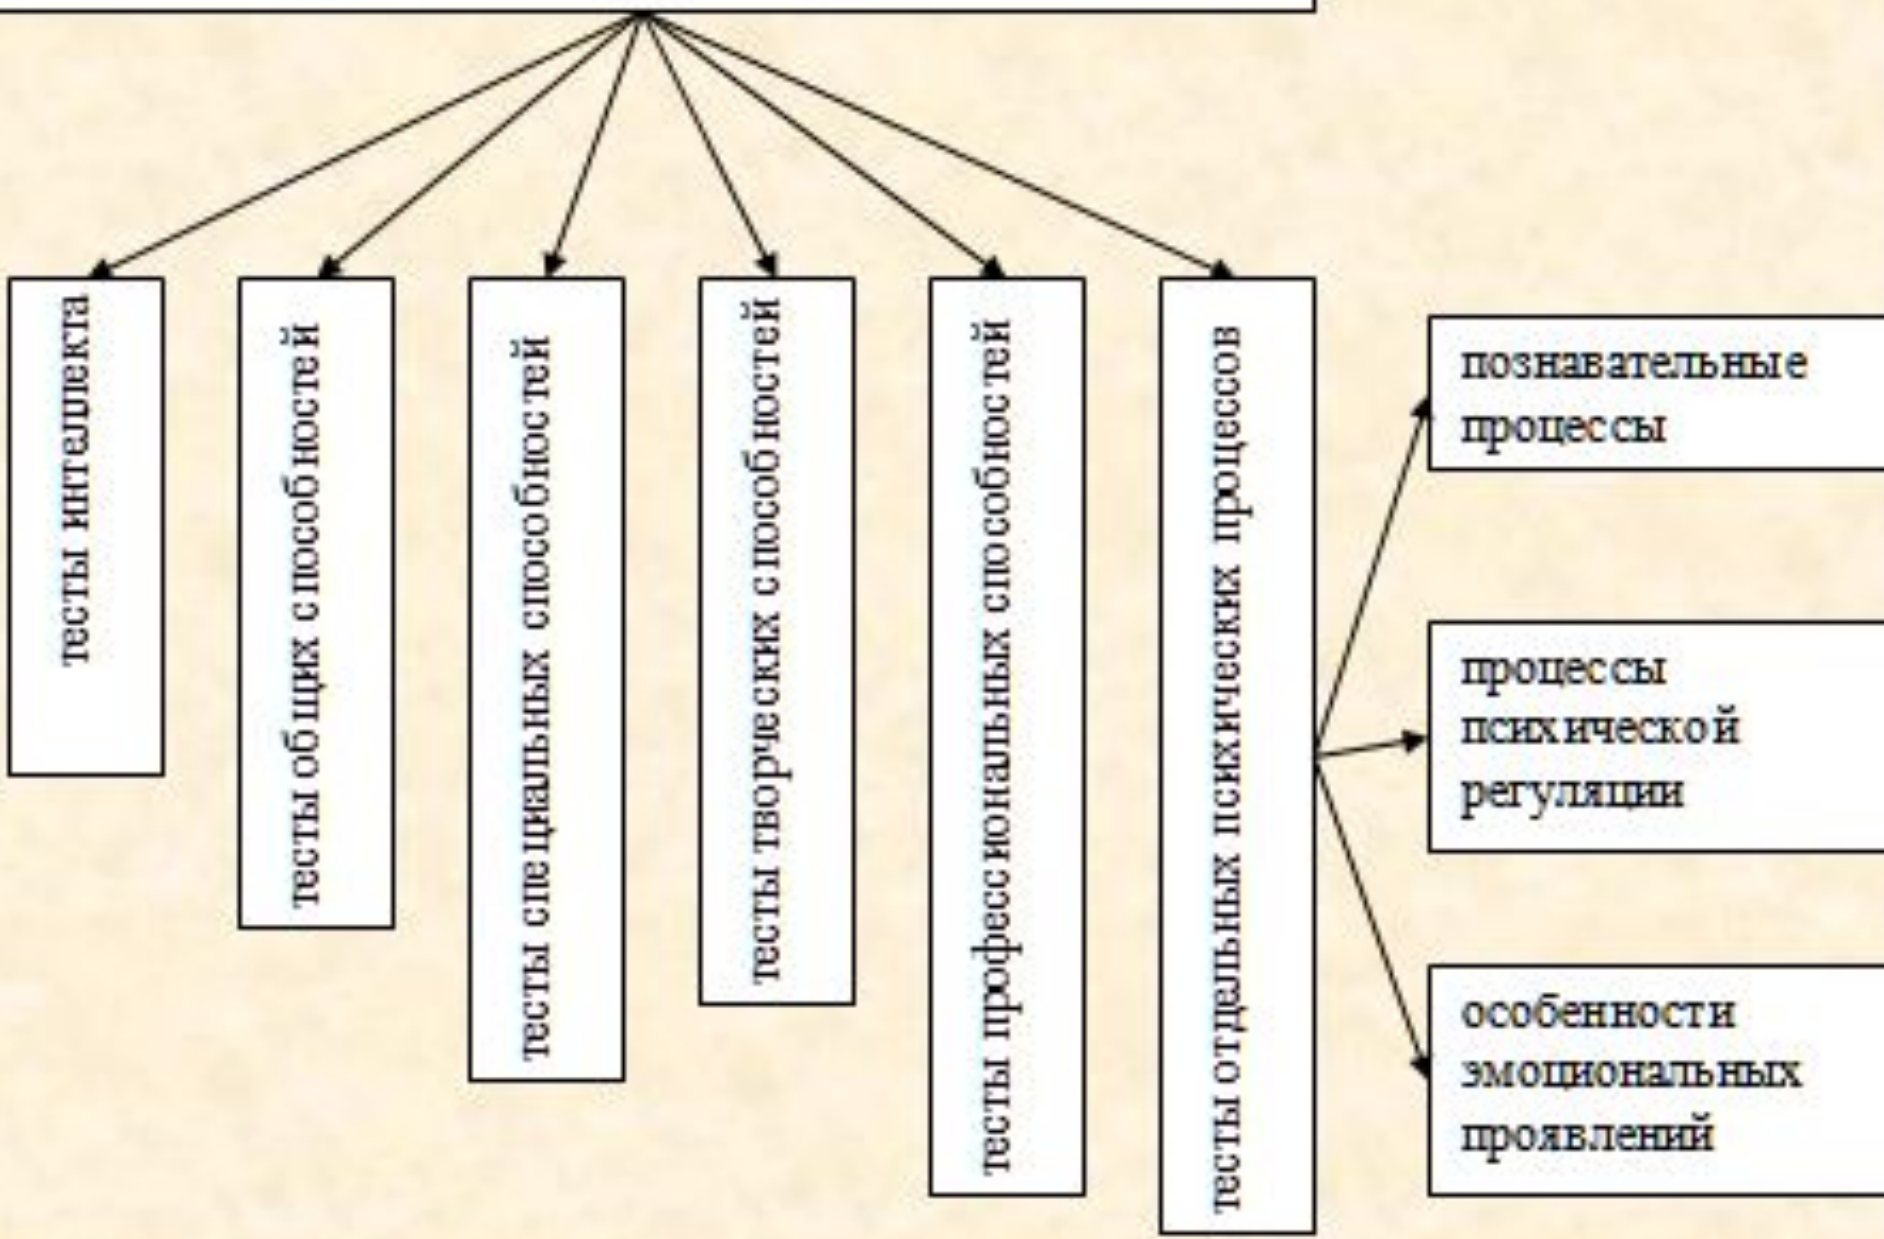 тесты интеллекта
тесты общих способностей
тесты специальных способностей
тесты творческих способностей
тесты профессиональных способностей
тесты отдельных психических процессов
познавательные
процессы
процессы
психической
регуляции
особенности
эмоциональных
проявлений